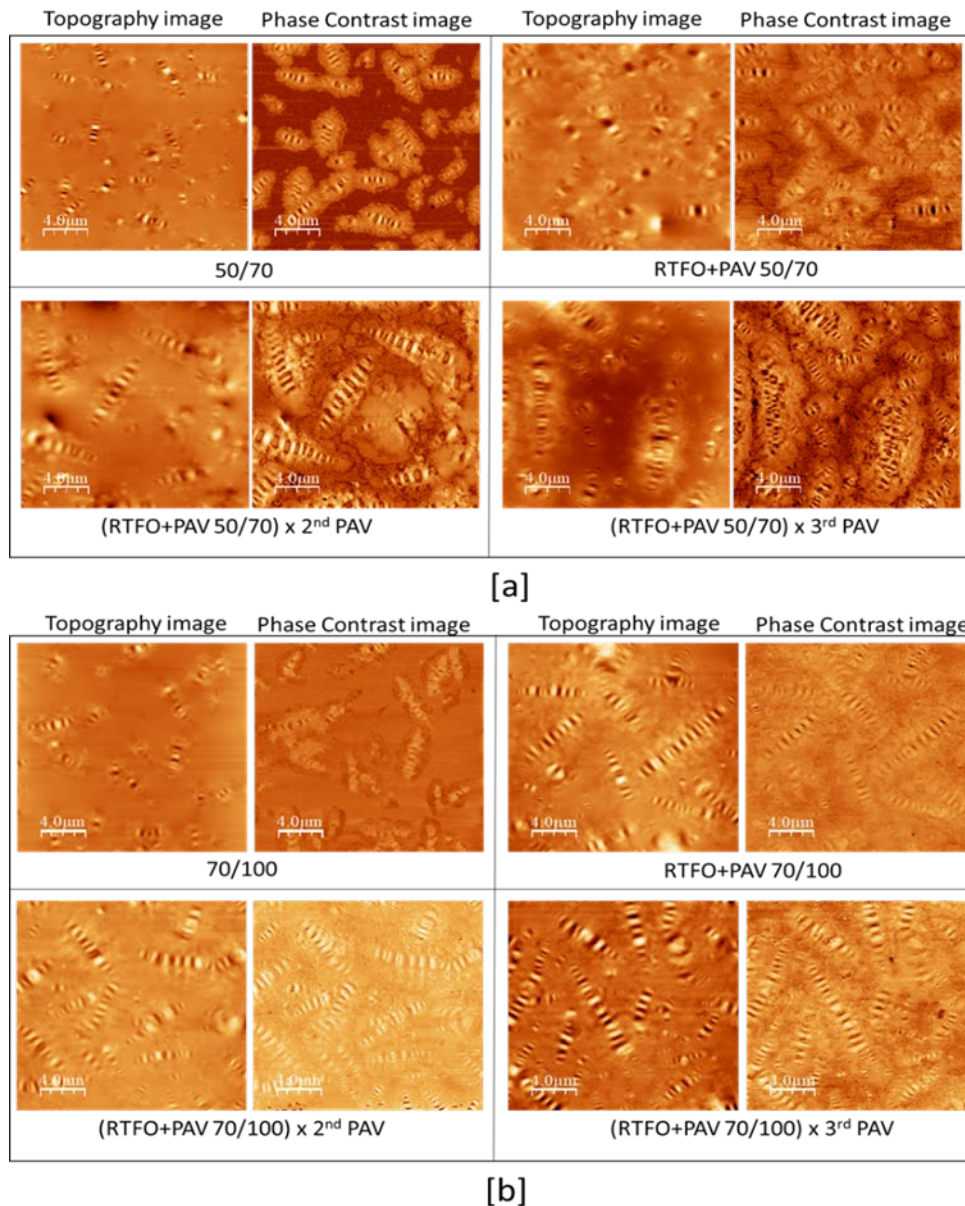 Topography image Phase Contrast image Topography image Phase Contrast image
4.0µm 4.0µm 4.0µm 4.0µm
50/70 RTFO+PAV 50/70
4.0µm 4.0µm 4.0µm 4.0µm
(RTFO+PAV 50/70) x 2nd PAV (RTFO+PAV 50/70) x 3rd PAV
[a]
Topography image Phase Contrast image Topography image Phase Contrast image
4.0µm 4.0µm 4.0µm 4.0µm
70/100 RTFO+PAV 70/100
4.0µm 4.0µm 4.0µm 4.0µm
(RTFO+PAV 70/100) x 2nd PAV (RTFO+PAV 70/100) x 3rd PAV
[b]